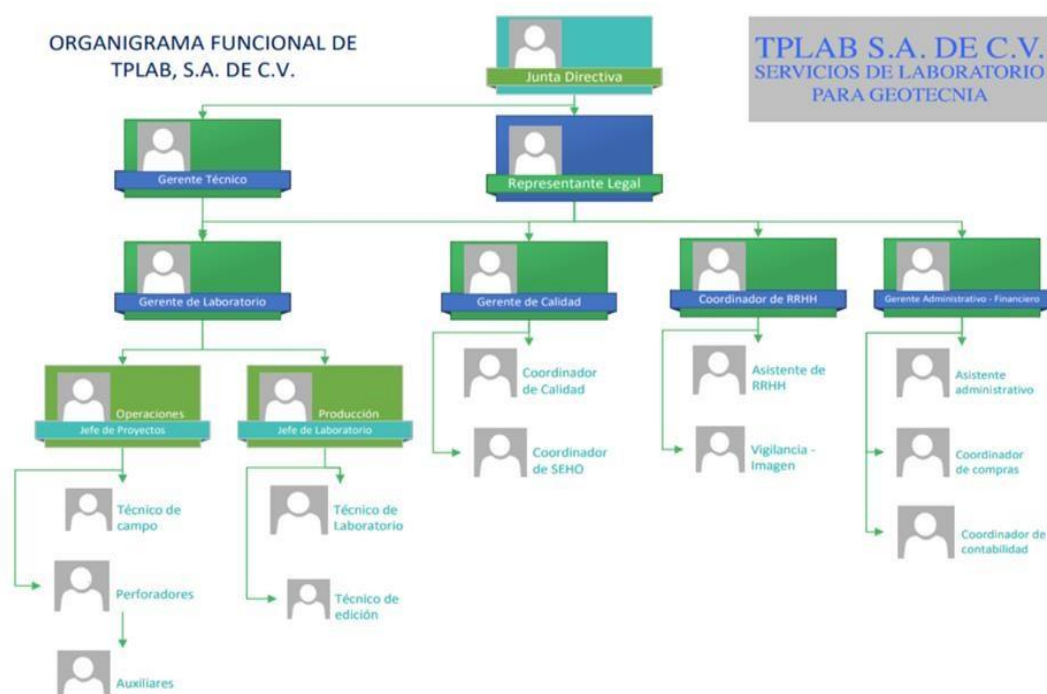 ORGANIGRAMA FUNCIONAL DE
TPLAB, S.A. DE C.V.
TPLAB S.A. DE C.V.
SERVICIOS DE LABORATORIO
PARA GEOTECNIA
Junta Directiva
Gerente Técnico
Representante Legal
Gerente de Laboratorio
Gerente de Calidad
Coordinador de RRHH
Gerente Administrativo - Financiero
Operaciones
Jefe de Proyectos
Producción
Jefe de Laboratorio
Coordinador
de Calidad
Asistente de
RRHH
Asistente
administrativo
Coordinador
de SEHO
Vigilancia -
Imagen
Coordinador
de compras
Técnico de
campo
Técnico de
Laboratorio
Coordinador de
contabilidad
Perforadores
Técnico de
edición
Auxiliares